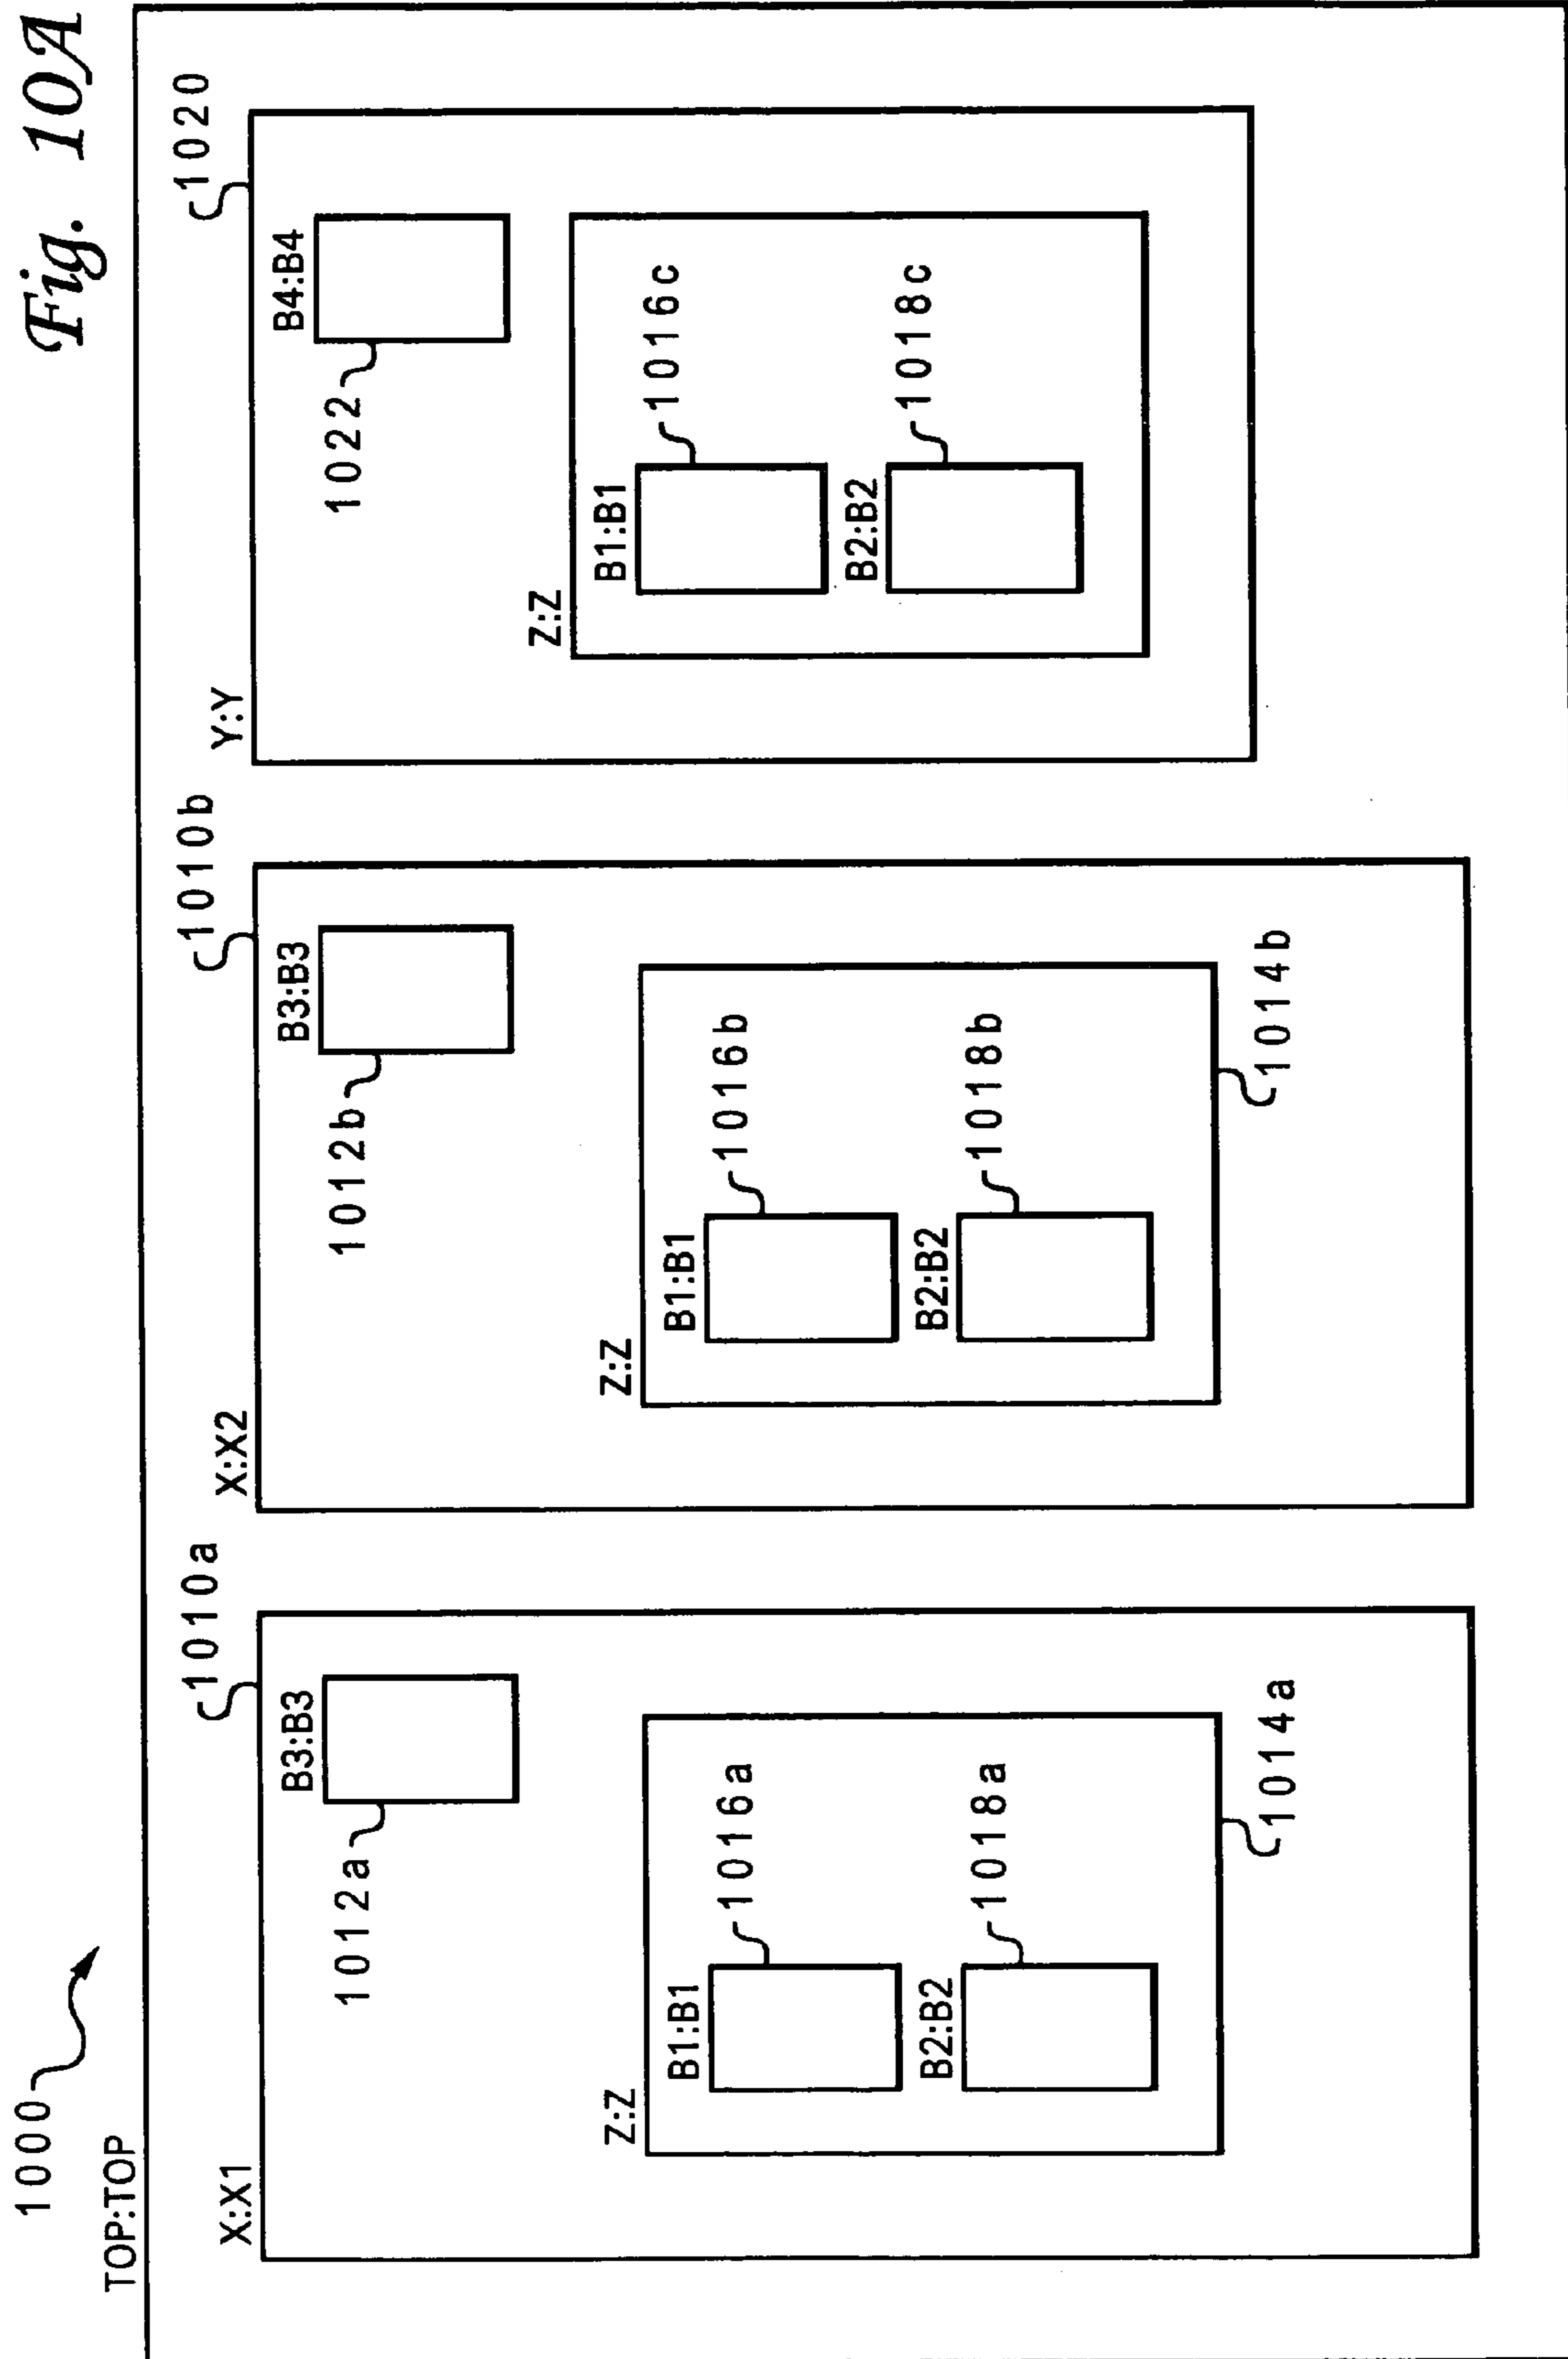 Fig. 10A
1000
TOP:TOP
X:X1
1010a
B3:B3
1012a
Z:Z
B1:B1
1016a
B2:B2
1018a
1014a
X:X2
1010b
B3:B3
1012b
Z:Z
B1:B1
1016b
B2:B2
1018b
1014b
Y:Y
1020
B4:B4
1022
Z:Z
B1:B1
1016c
B2:B2
1018c